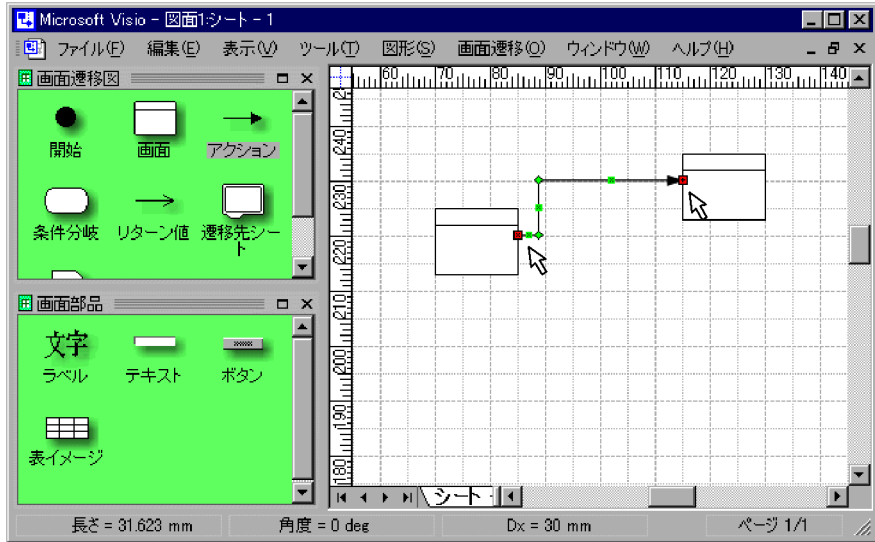 Microsoft Visio - 図面1:シート - 1
ファイル(F) 編集(E) 表示(V) ツール(T) 図形(S) 画面遷移(O) ウィンドウ(W) ヘルプ(H)
画面遷移図
開始 画面 アクション
条件分岐 リターン値 遷移先シート
画面部品
文字
ラベル テキスト ボタン
表イメージ
60 70 80 90 100 110 120 130 140
240
230
220
210
200
190
180
シート
長さ = 31.623 mm 角度 = 0 deg Dx = 30 mm ページ 1/1